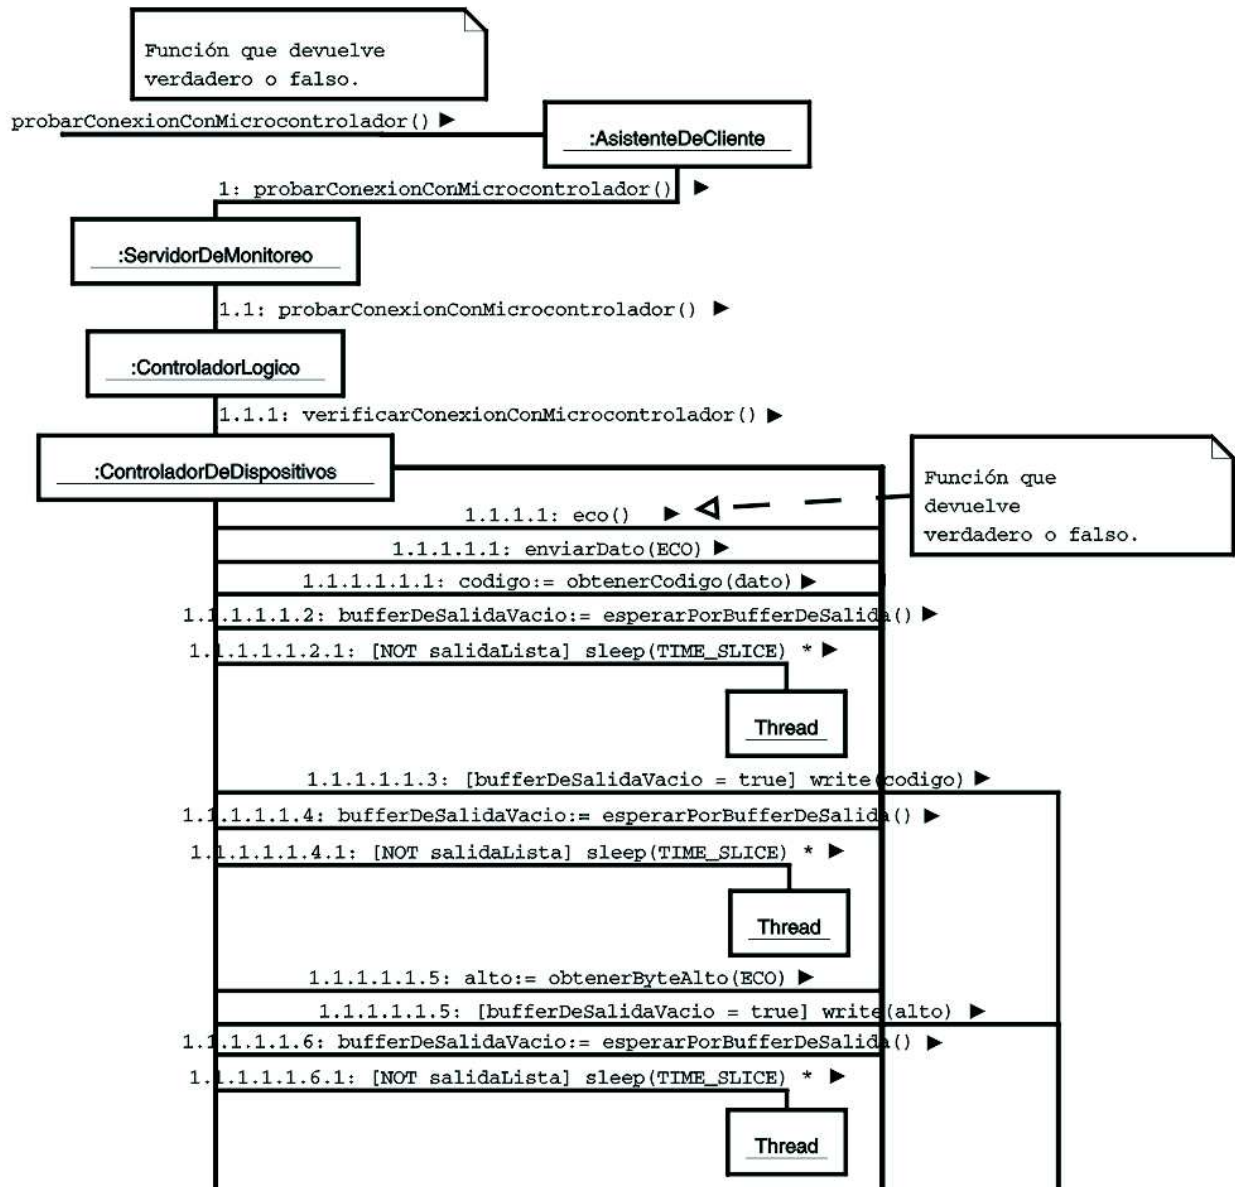 Función que devuelve
verdadero o falso.
probarConexionConMicrocontrolador()
:AsistenteDeCliente
1: probarConexionConMicrocontrolador()
:ServidorDeMonitoreo
1.1: probarConexionConMicrocontrolador()
:ControladorLogico
1.1.1: verificarConexionConMicrocontrolador()
:ControladorDeDispositivos
Función que
devuelve
verdadero o falso.
1.1.1.1: eco()
1.1.1.1.1: enviarDato(ECO)
1.1.1.1.1.1: codigo:= obtenerCodigo(dato)
1.1.1.1.1.2: bufferDeSalidaVacio:= esperarPorBufferDeSalida()
1.1.1.1.1.2.1: [NOT salidaLista] sleep(TIME_SLICE) *
Thread
1.1.1.1.1.3: [bufferDeSalidaVacio = true] write(codigo)
1.1.1.1.1.4: bufferDeSalidaVacio:= esperarPorBufferDeSalida()
1.1.1.1.1.4.1: [NOT salidaLista] sleep(TIME_SLICE) *
Thread
1.1.1.1.1.5: alto:= obtenerByteAlto(ECO)
1.1.1.1.1.5: [bufferDeSalidaVacio = true] write(alto)
1.1.1.1.1.6: bufferDeSalidaVacio:= esperarPorBufferDeSalida()
1.1.1.1.1.6.1: [NOT salidaLista] sleep(TIME_SLICE) *
Thread